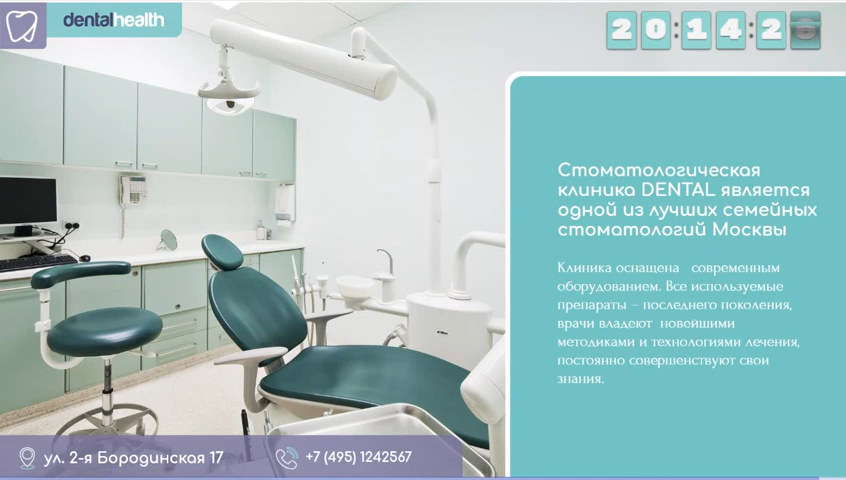 dentalhealth
20:14:2
Стоматологическая
клиника DENTAL является
одной из лучших семейных
стоматологий Москвы
Клиника оснащена современным
оборудованием. Все используемые
препараты – последнего поколения,
врачи владеют новейшими
методиками и технологиями лечения,
постоянно совершенствуют свои
знания.
ул. 2-я Бородинская 17
+7 (495) 1242567